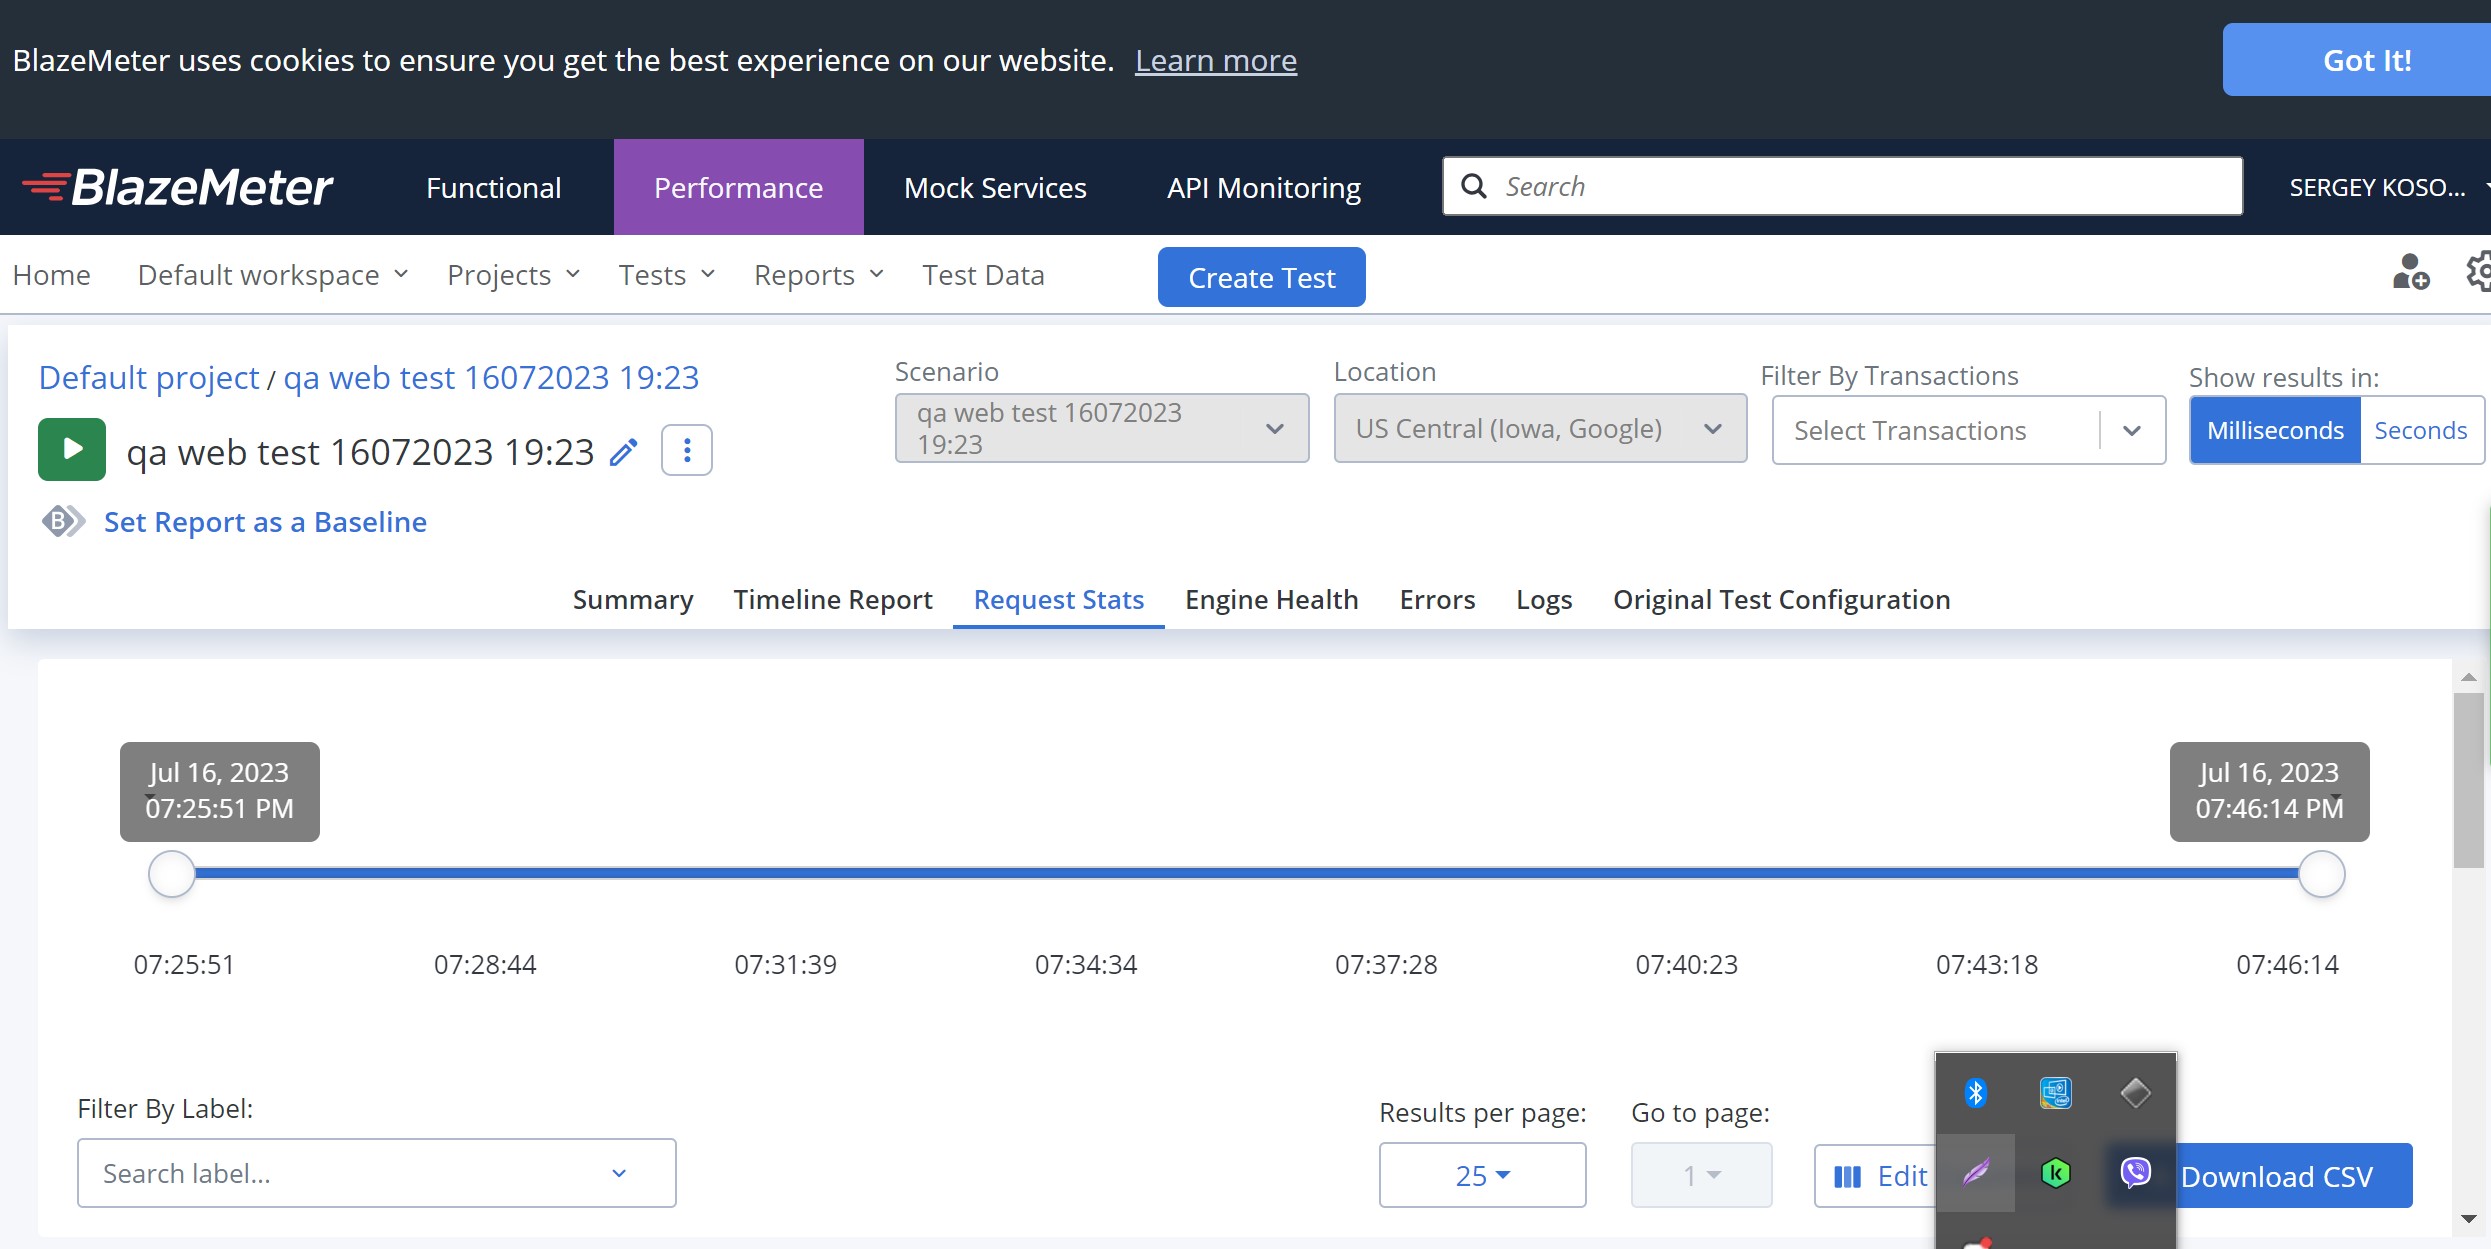 BlazeMeter uses cookies to ensure you get the best experience on our website. Learn more
Got It!
BlazeMeter
Functional
Performance
Mock Services
API Monitoring
Search
SERGEY KOSO...
Home
Default workspace
Projects
Tests
Reports
Test Data
Create Test
Default project / qa web test 16072023 19:23
qa web test 16072023 19:23
B
Set Report as a Baseline
Scenario
qa web test 16072023
19:23
Location
US Central (Iowa, Google)
Filter By Transactions
Select Transactions
Show results in:
Milliseconds
Seconds
Summary
Timeline Report
Request Stats
Engine Health
Errors
Logs
Original Test Configuration
Jul 16, 2023
07:25:51 PM
Jul 16, 2023
07:46:14 PM
07:25:51
07:28:44
07:31:39
07:34:34
07:37:28
07:40:23
07:43:18
07:46:14
Filter By Label:
Search label...
Results per page:
25
Go to page:
1
Edit
Download CSV